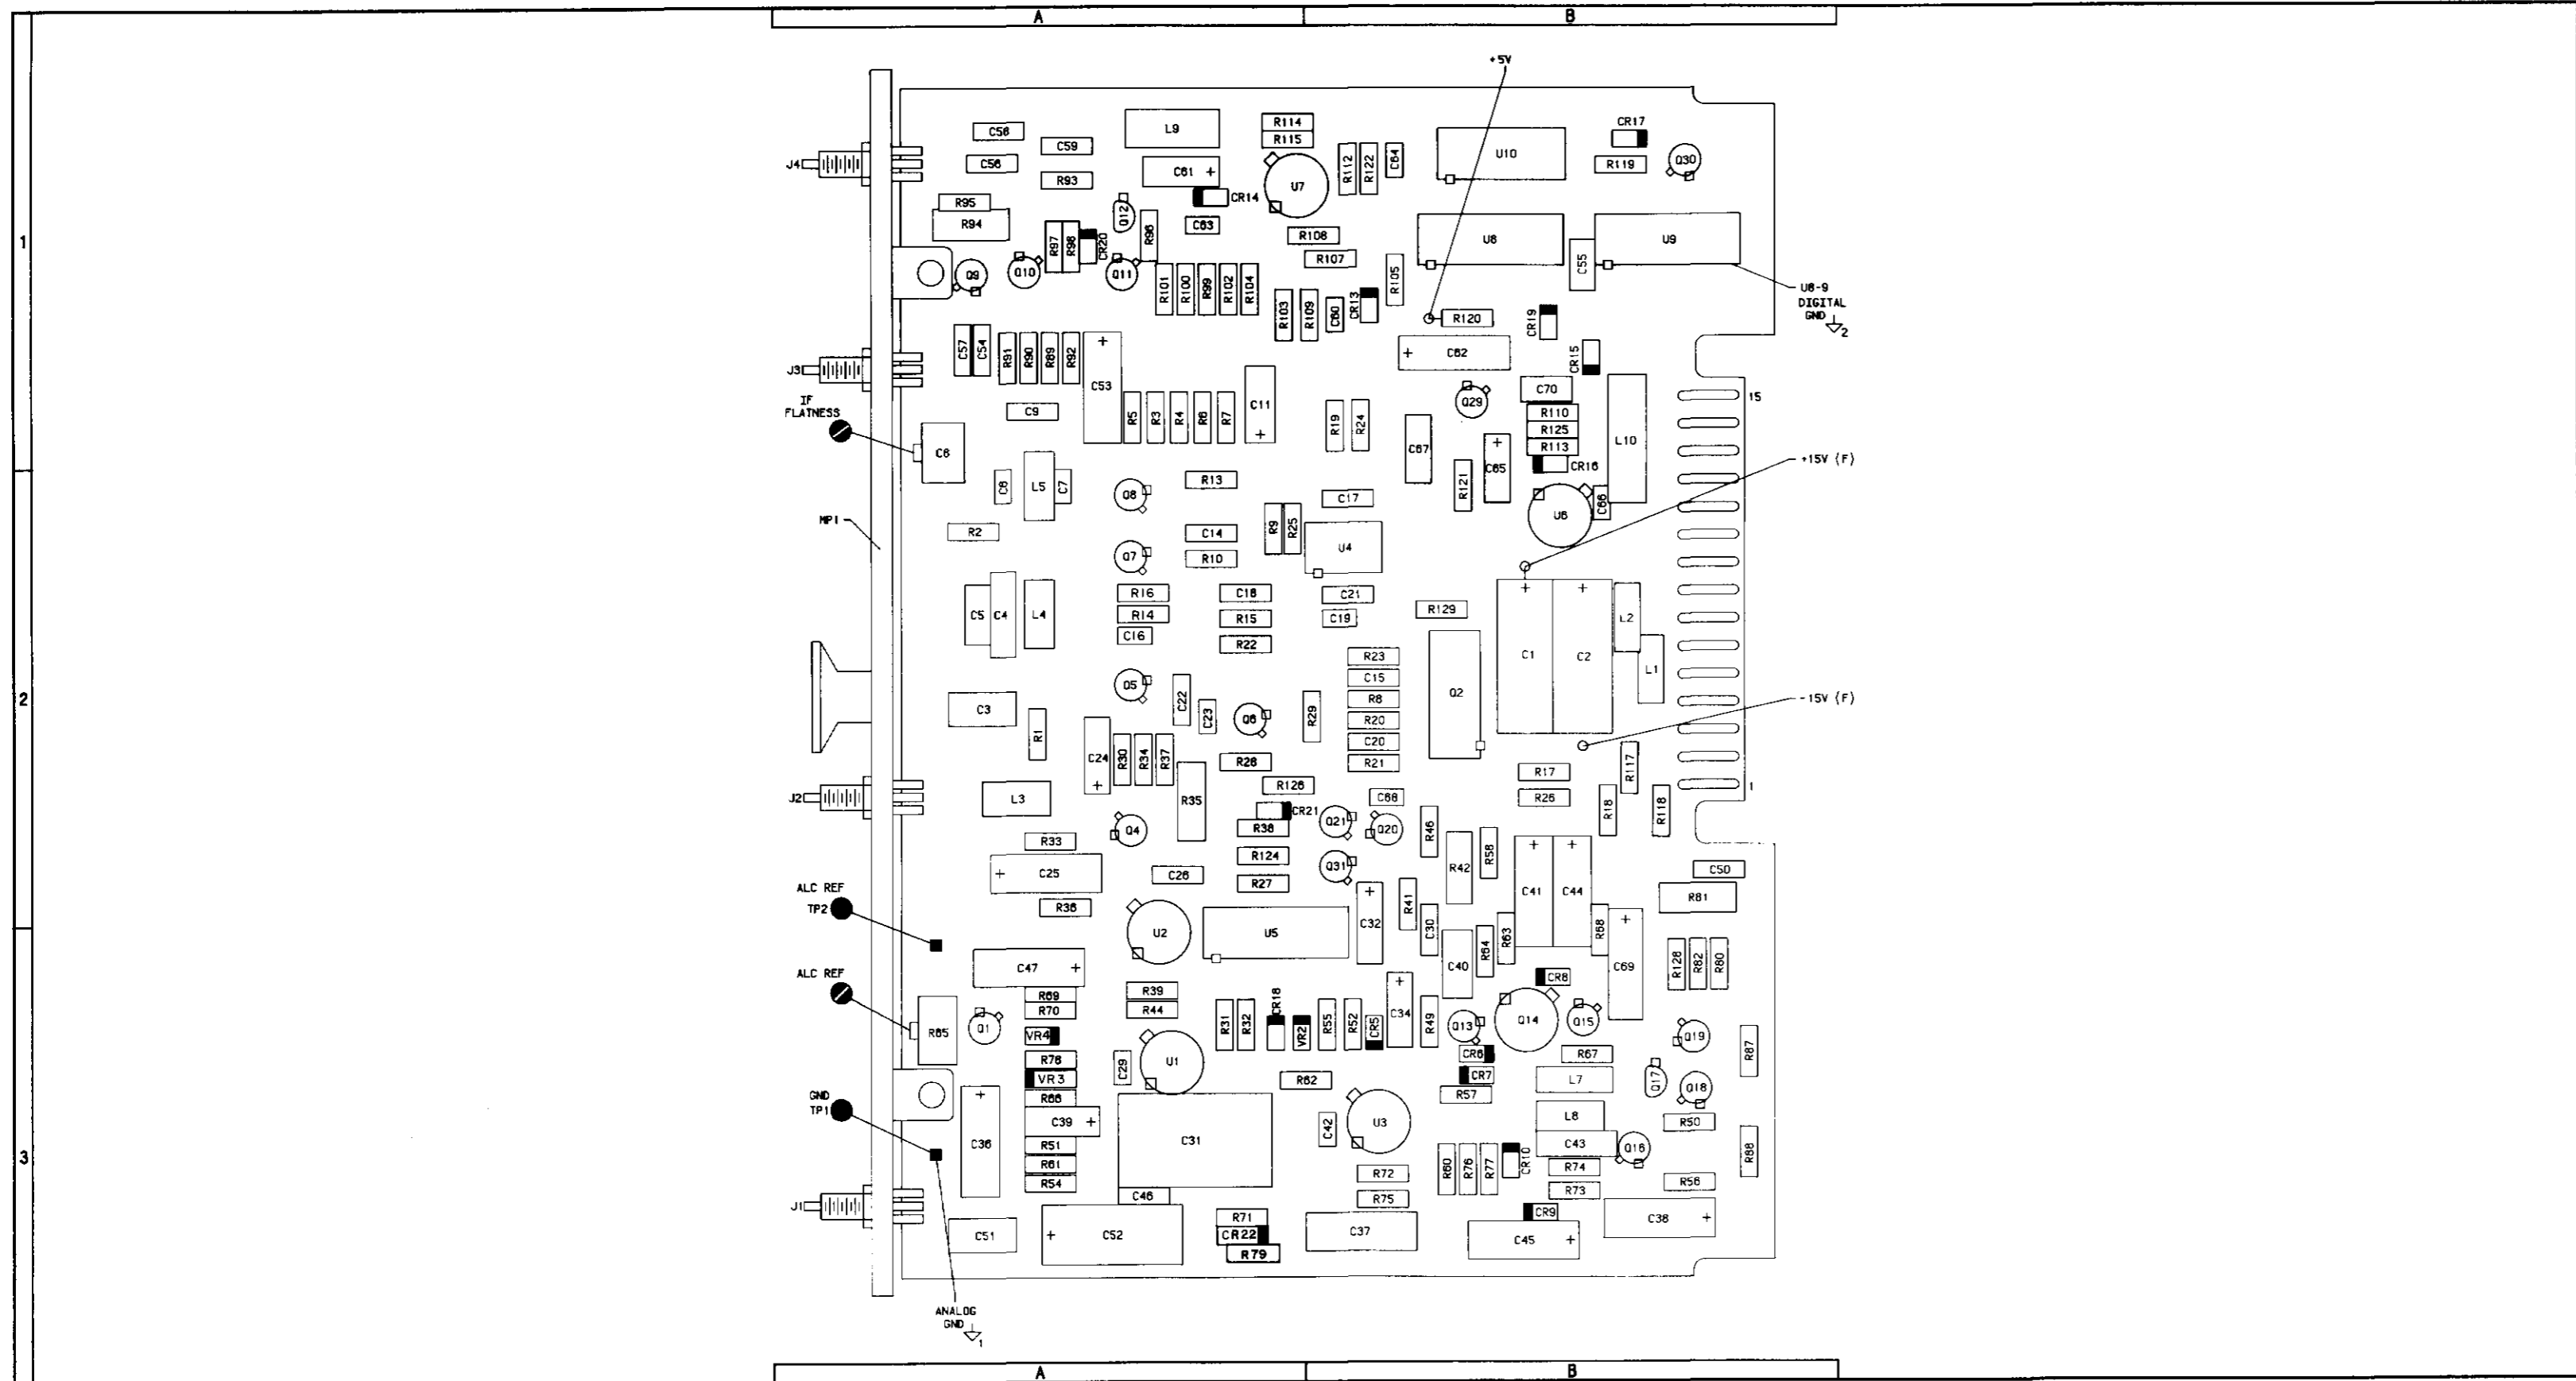 A B
+5V
C56
C59
L9
R114
R115
CR17
J4
C56
C61 +
U7
R112
R122
C64
U10
R119
Q30
R93
CR14
R95
R94
Q12
R96
C63
R97
R98
CR20
R108
U8
U9
1
R107
C55
Q9
Q10
Q11
R101
R100
R99
R102
R104
R105
U8-9
DIGITAL
GND
2
R103
R109
C60
CR13
R120
CR19
C57
C54
R91
R90
R89
R92
+
C53
+ C62
CR15
J3
IF
FLATNESS
C9
R5
R3
R4
R6
R7
C11
+
R19
R24
Q29
C70
R110
R125
R113
CR16
L10
15
C6
C67
+
C65
+15V (F)
C8
L5
C7
Q8
R13
C17
R121
U6
C66
MP1
R2
C14
R9
R25
U4
Q7
R10
R16
C18
C21
R129
+
+
C5
C4
L4
R14
R15
C19
L2
C16
R22
R23
C1
C2
L1
C15
Q5
C22
R8
Q2
2
C3
R1
C23
Q6
R29
R20
-15V (F)
C20
C24
+
R30
R34
R37
R28
R21
R17
R117
R126
1
J2
L3
R35
C68
R26
R18
R118
CR21
Q4
R38
Q21
Q20
R46
R33
R42
R58
R124
Q31
+
C41
+
C44
C50
+ C25
C26
R27
R81
ALC REF
TP2
R36
+
C32
R41
C30
R68
+
C69
U2
U5
R63
R64
C47 +
C40
R128
R82
R80
ALC REF
CR8
R69
R39
+
C34
R70
R44
R31
R32
CR18
VR2
R55
R52
CR5
R49
Q13
Q14
Q15
R85
Q1
VR4
Q19
R87
R78
C29
U1
CR6
R67
VR3
R62
CR7
L7
Q17
Q18
GND
TP1
+
C36
R66
R57
C39 +
C31
C42
U3
L8
R50
R51
C43
Q16
3
R61
R60
R76
R77
CR10
R74
R88
R54
R72
C46
R75
R73
R56
J1
R71
CR9
C38 +
C51
+ C52
CR22
C37
C45 +
R79
ANALOG
GND
1
A B